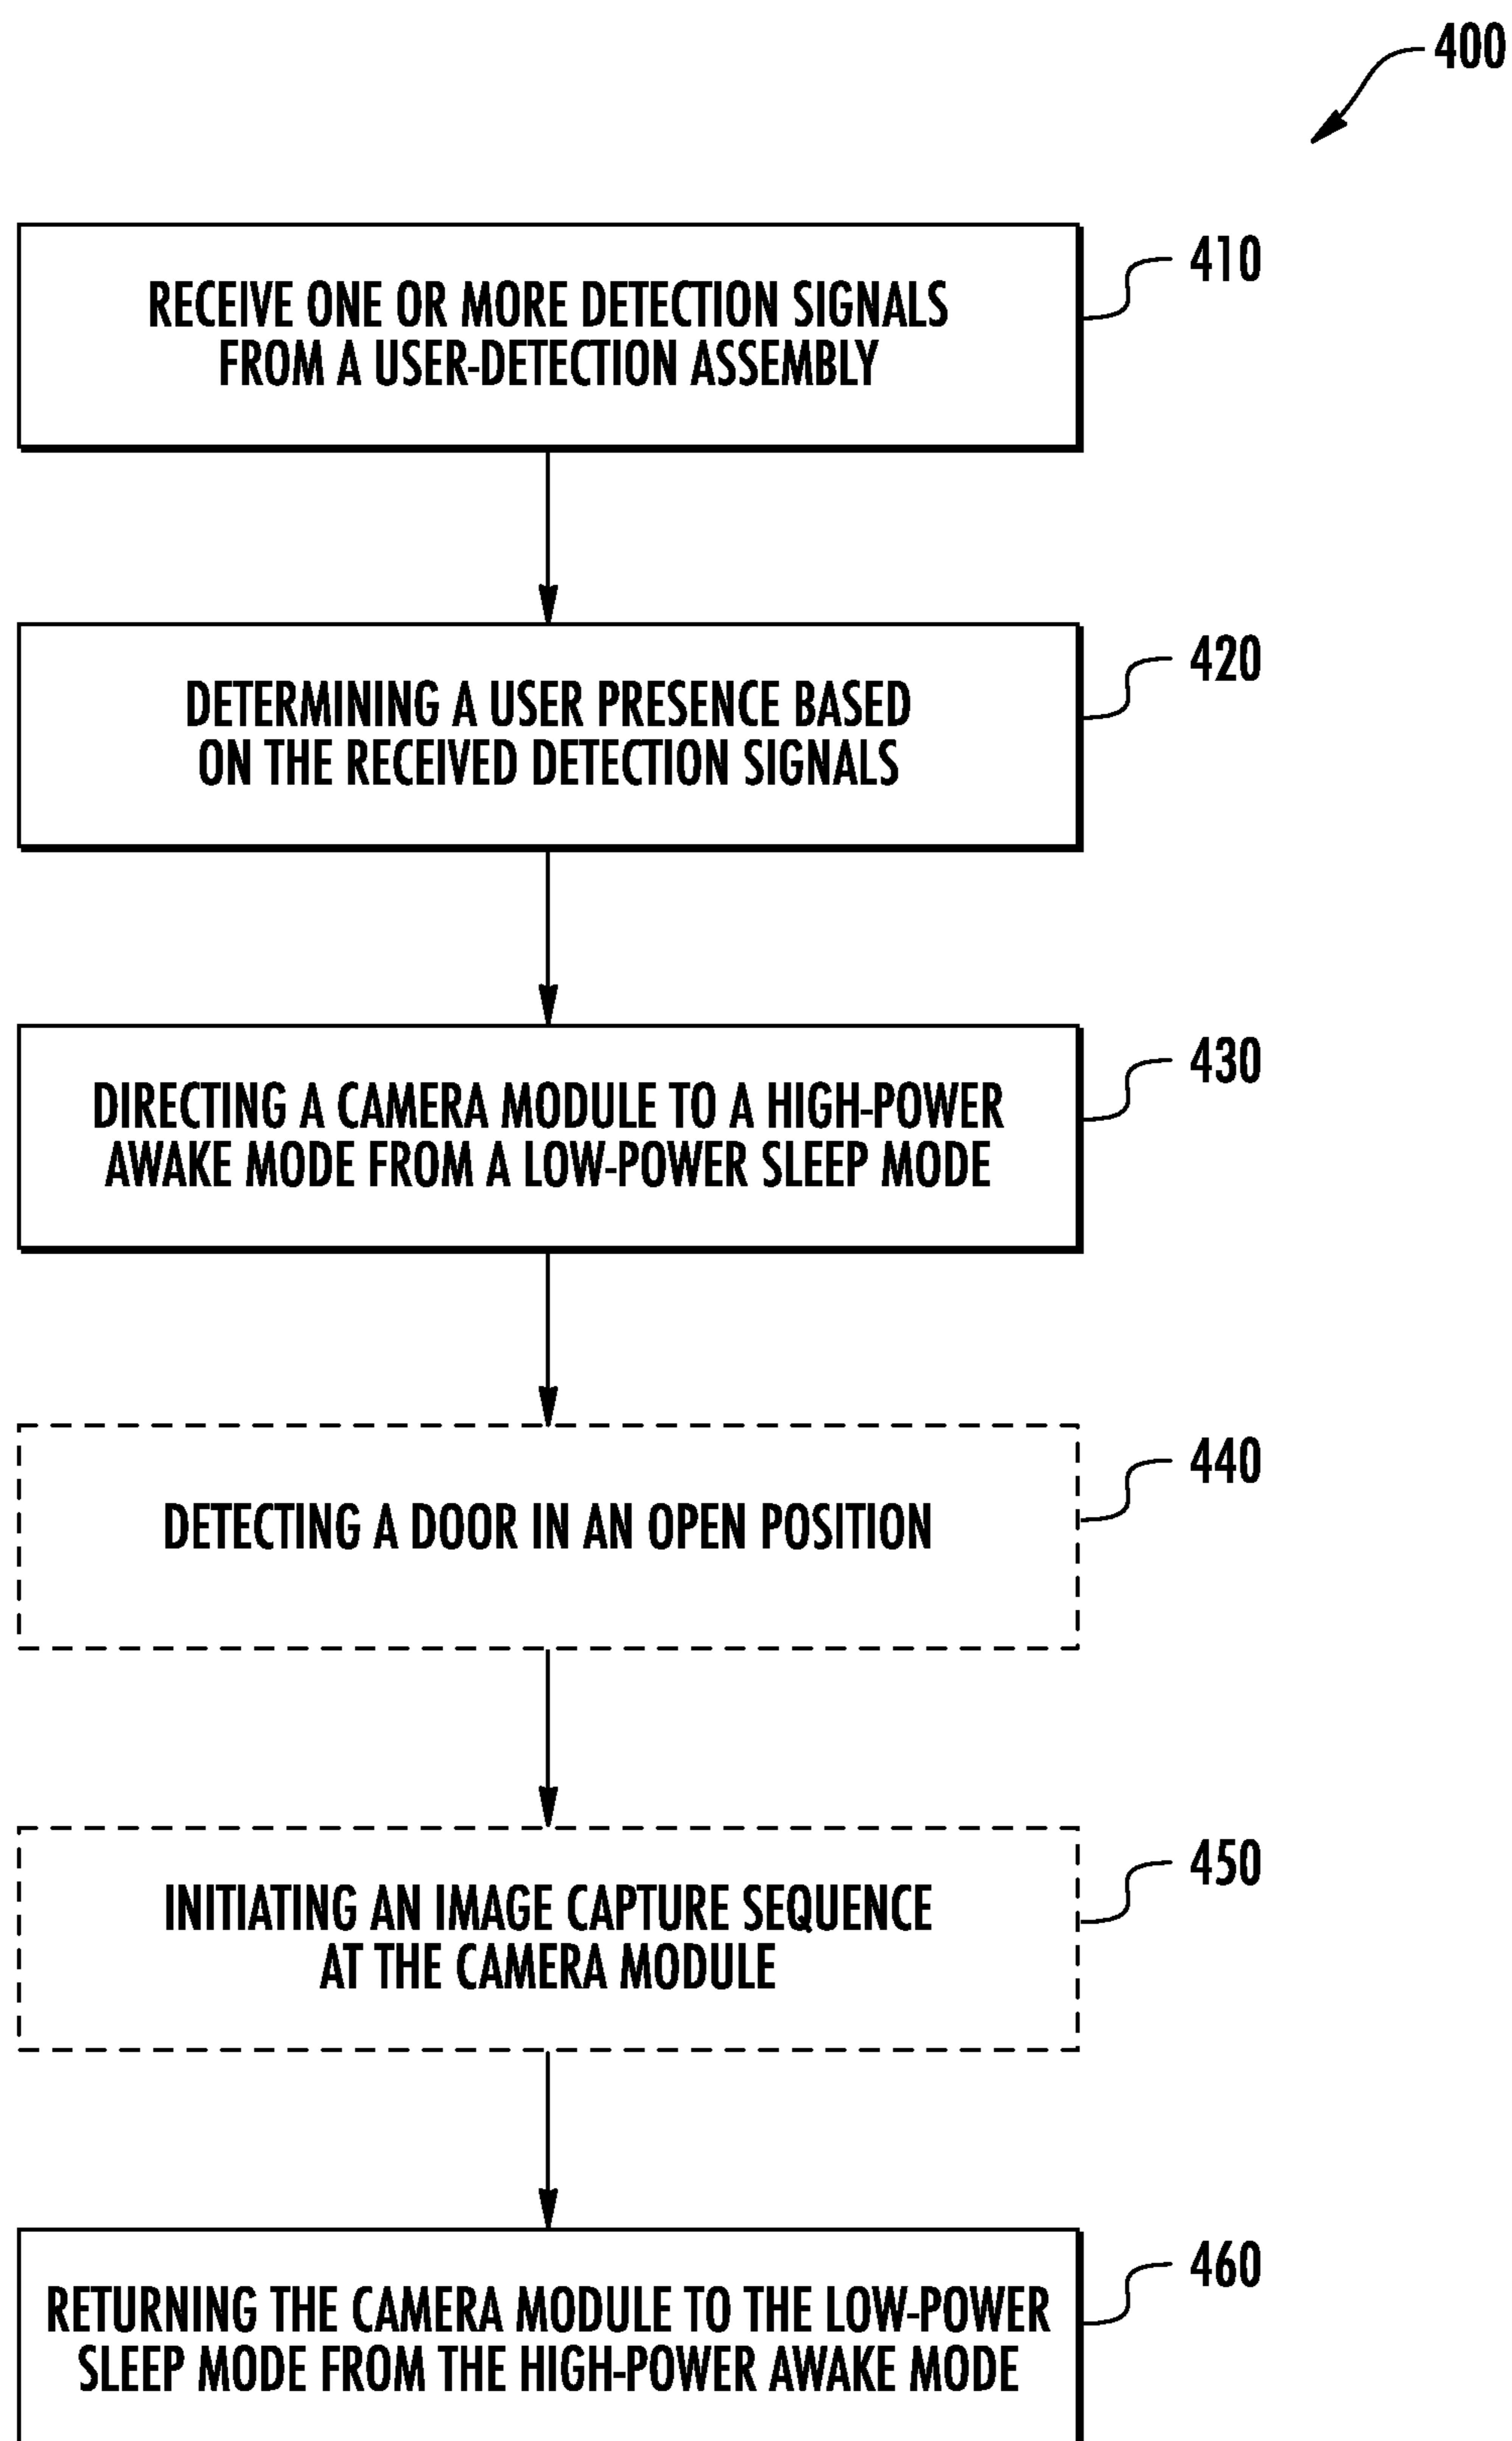 400
RECEIVE ONE OR MORE DETECTION SIGNALS
FROM A USER-DETECTION ASSEMBLY
410
DETERMINING A USER PRESENCE BASED
ON THE RECEIVED DETECTION SIGNALS
420
DIRECTING A CAMERA MODULE TO A HIGH-POWER
AWAKE MODE FROM A LOW-POWER SLEEP MODE
430
DETECTING A DOOR IN AN OPEN POSITION
440
INITIATING AN IMAGE CAPTURE SEQUENCE
AT THE CAMERA MODULE
450
RETURNING THE CAMERA MODULE TO THE LOW-POWER
SLEEP MODE FROM THE HIGH-POWER AWAKE MODE
460